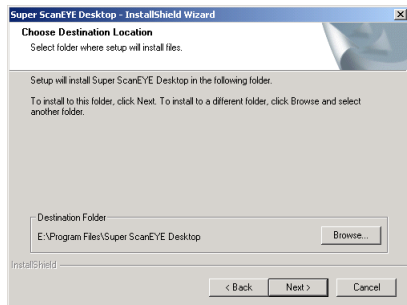 Super ScanEYE Desktop - InstallShield Wizard
Choose Destination Location
Select folder where setup will install files.
Setup will install Super ScanEYE Desktop in the following folder.
To install to this folder, click Next. To install to a different folder, click Browse and select
another folder.
Destination Folder
E:\Program Files\Super ScanEYE Desktop
Browse...
InstallShield
< Back
Next >
Cancel